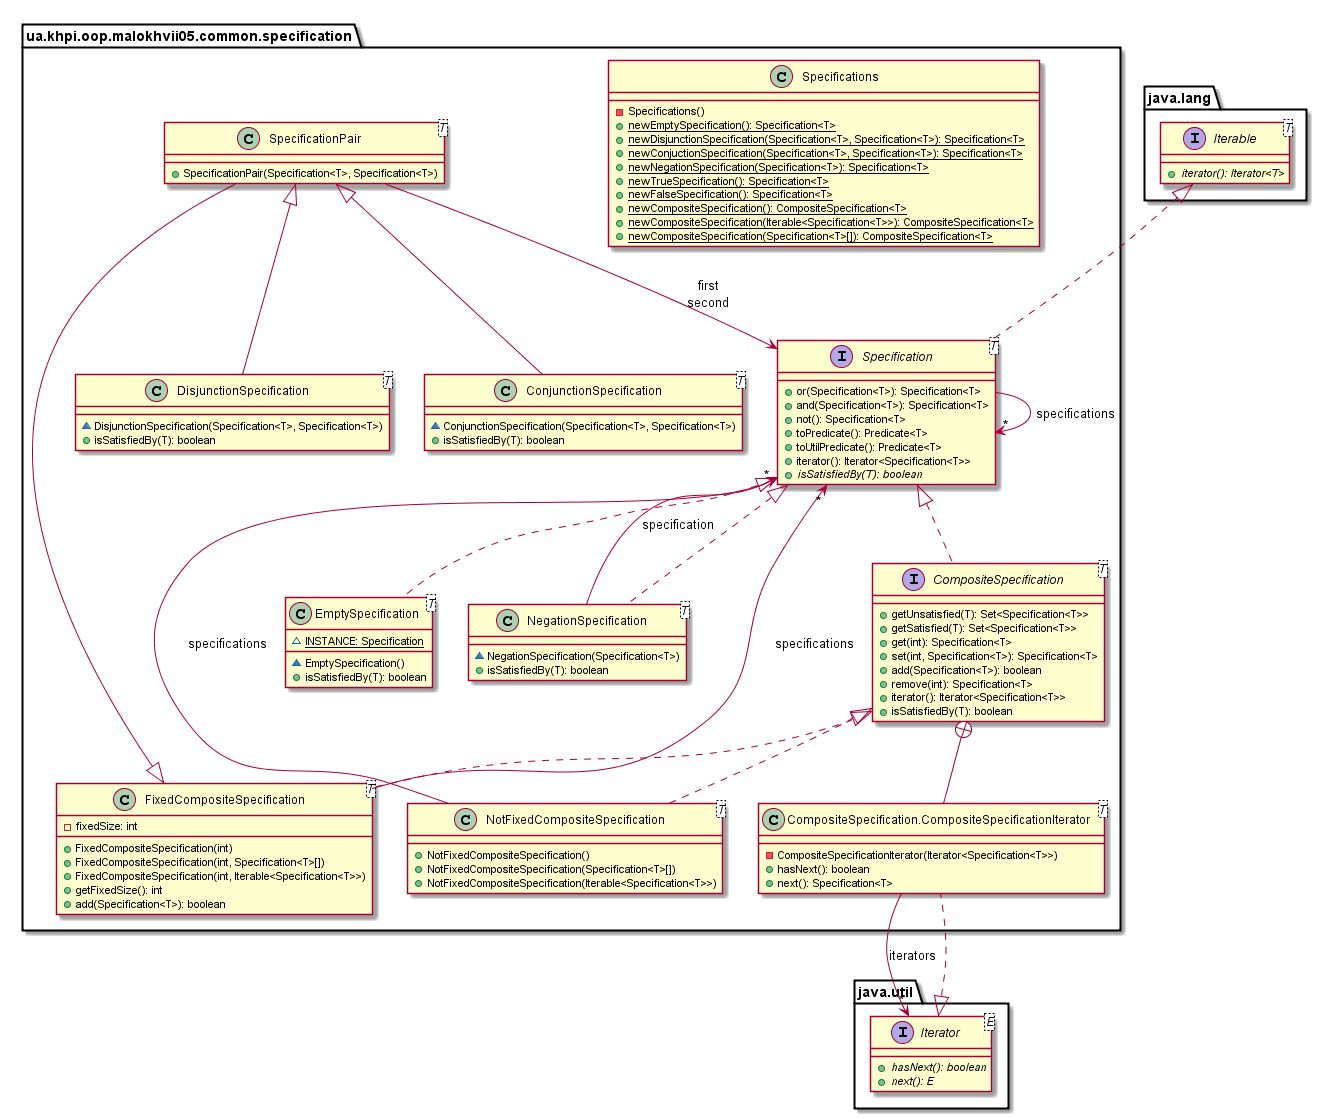 ua.khpi.oop.malokhvii05.common.specification
C Specifications
Specifications()
newEmptySpecification(): Specification<T>
newDisjunctionSpecification(Specification<T>, Specification<T>): Specification<T>
newConjuctionSpecification(Specification<T>, Specification<T>): Specification<T>
newNegationSpecification(Specification<T>): Specification<T>
newTrueSpecification(): Specification<T>
newFalseSpecification(): Specification<T>
newCompositeSpecification(): CompositeSpecification<T>
newCompositeSpecification(Iterable<Specification<T>>): CompositeSpecification<T>
newCompositeSpecification(Specification<T>[]): CompositeSpecification<T>
java.lang
I Iterable T
iterator(): Iterator<T>
C SpecificationPair T
SpecificationPair(Specification<T>, Specification<T>)
first
second
C DisjunctionSpecification T
DisjunctionSpecification(Specification<T>, Specification<T>)
isSatisfiedBy(T): boolean
C ConjunctionSpecification T
ConjunctionSpecification(Specification<T>, Specification<T>)
isSatisfiedBy(T): boolean
I Specification T
or(Specification<T>): Specification<T>
and(Specification<T>): Specification<T>
not(): Specification<T>
toPredicate(): Predicate<T>
toUtilPredicate(): Predicate<T>
iterator(): Iterator<Specification<T>>
isSatisfiedBy(T): boolean
* specifications
*
*
specification
specifications
specifications
C EmptySpecification T
INSTANCE: Specification
EmptySpecification()
isSatisfiedBy(T): boolean
C NegationSpecification T
NegationSpecification(Specification<T>)
isSatisfiedBy(T): boolean
I CompositeSpecification T
getUnsatisfied(T): Set<Specification<T>>
getSatisfied(T): Set<Specification<T>>
get(int): Specification<T>
set(int, Specification<T>): Specification<T>
add(Specification<T>): boolean
remove(int): Specification<T>
iterator(): Iterator<Specification<T>>
isSatisfiedBy(T): boolean
C FixedCompositeSpecification T
fixedSize: int
FixedCompositeSpecification(int)
FixedCompositeSpecification(int, Specification<T>[])
FixedCompositeSpecification(int, Iterable<Specification<T>>)
getFixedSize(): int
add(Specification<T>): boolean
C NotFixedCompositeSpecification T
NotFixedCompositeSpecification()
NotFixedCompositeSpecification(Specification<T>[])
NotFixedCompositeSpecification(Iterable<Specification<T>>)
C CompositeSpecification.CompositeSpecificationIterator T
CompositeSpecificationIterator(Iterator<Specification<T>>)
hasNext(): boolean
next(): Specification<T>
iterators
*
java.util
I Iterator E
hasNext(): boolean
next(): E